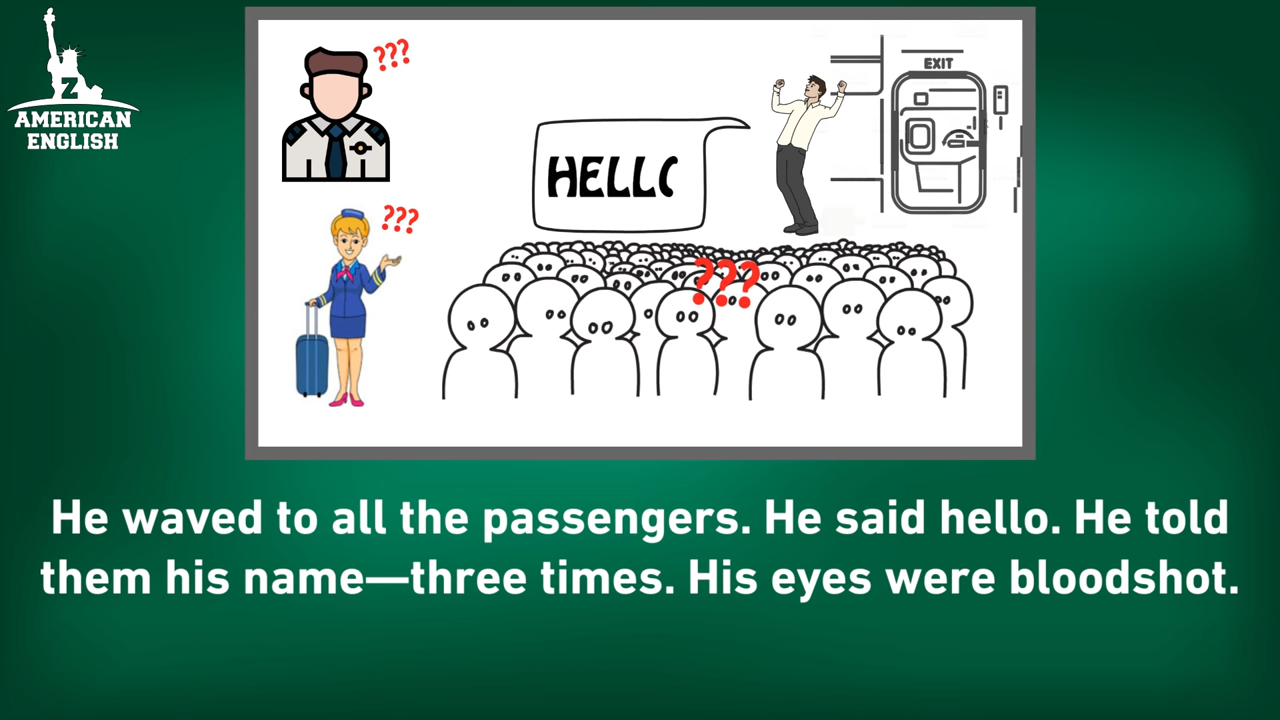 AMERICAN
ENGLISH
???
EXIT
HELLC
???
???
He waved to all the passengers. He said hello. He told
them his name—three times. His eyes were bloodshot.